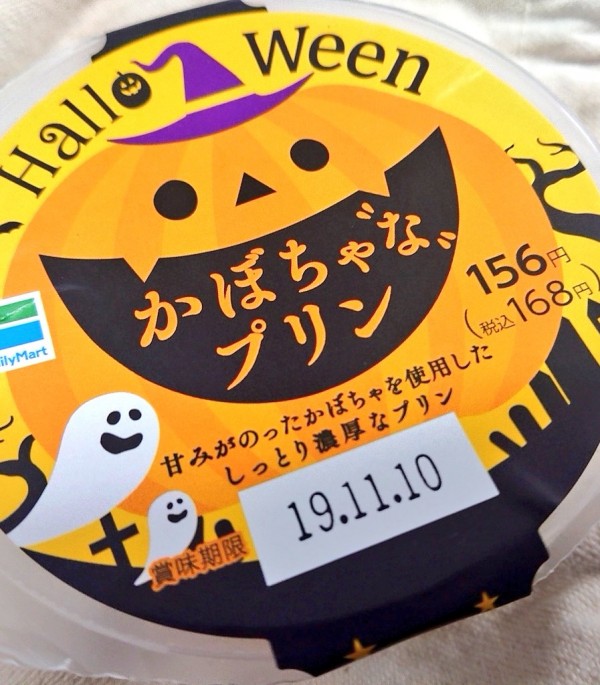 Hallo Ween
かぼちゃな、
プリン
156円
(税込168円)
ilyMart
甘みがのったかぼちゃを使用した
しっとり濃厚なプリン
賞味期限
19.11.10